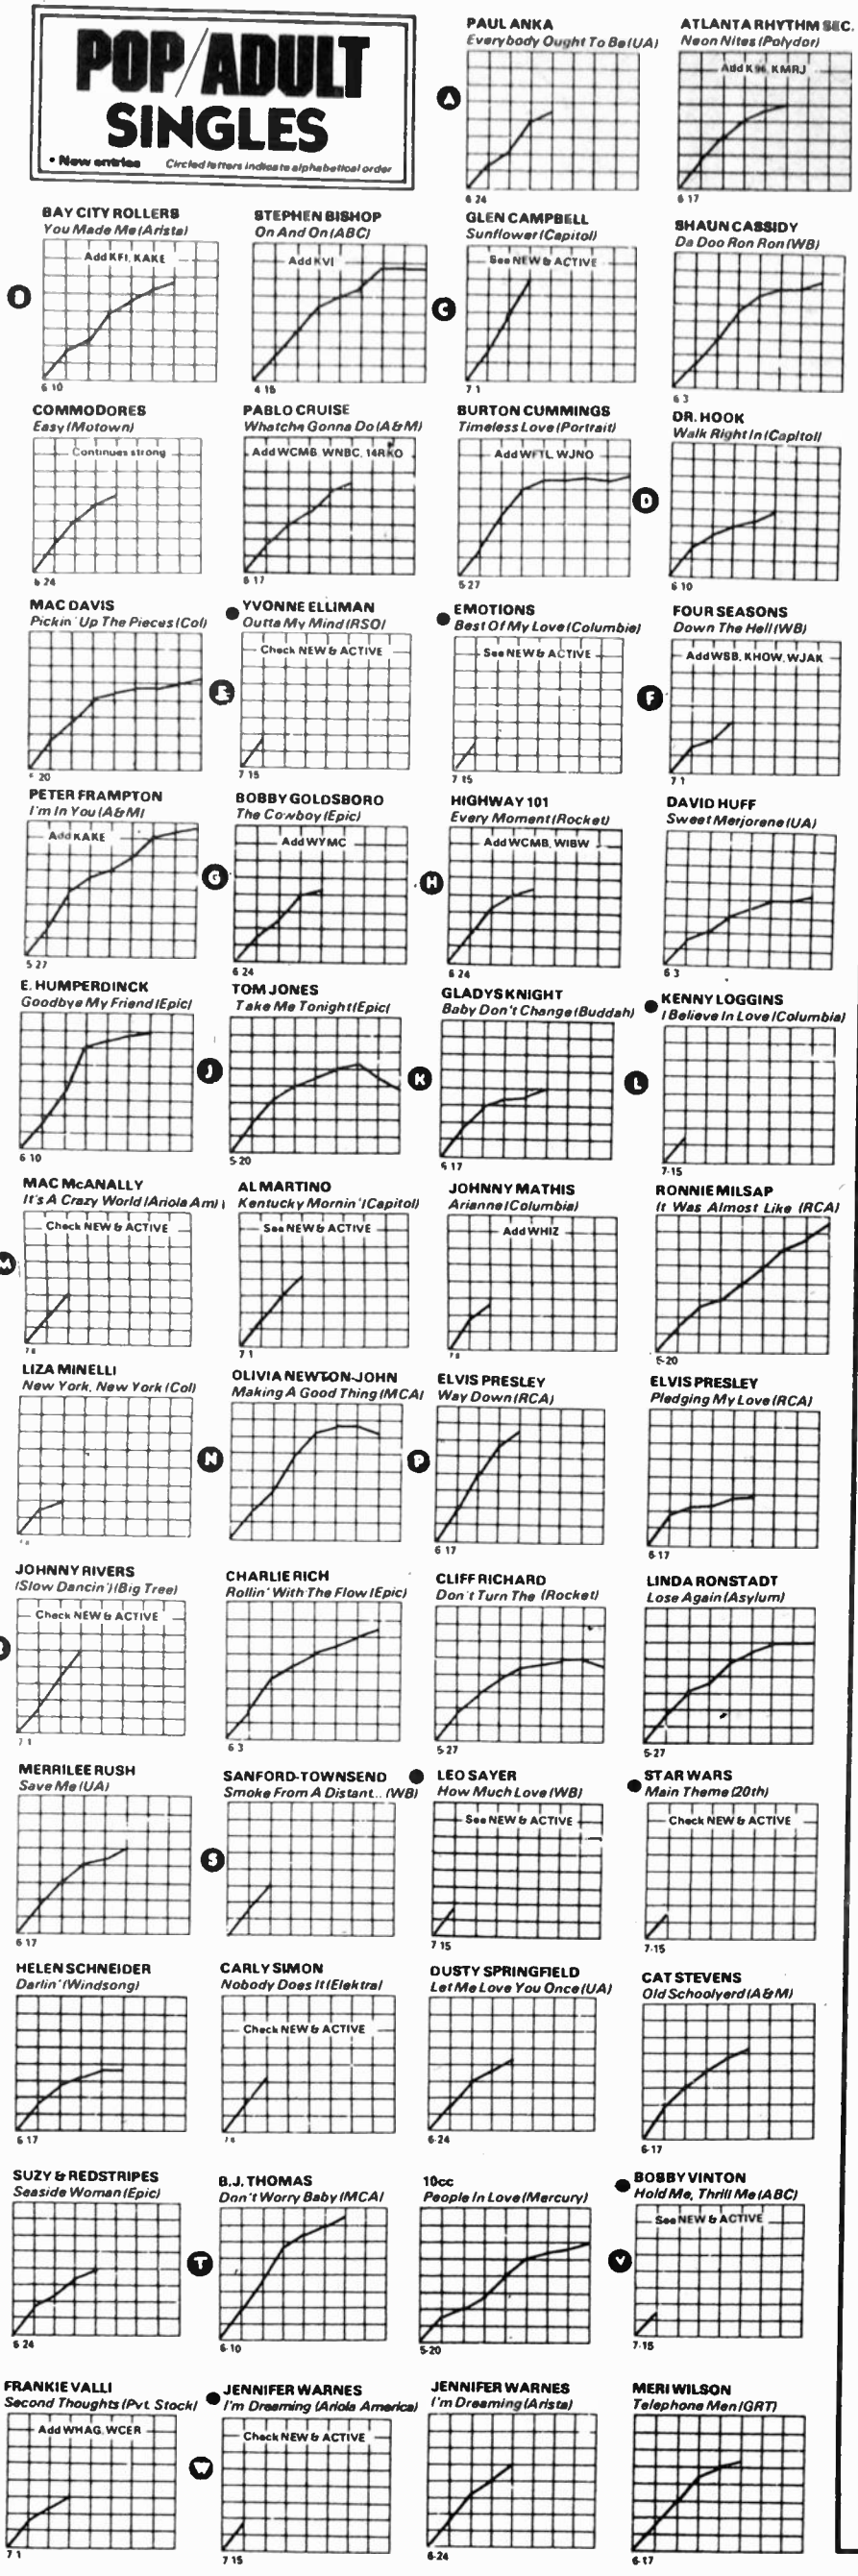 POP/ADULT
SINGLES
• New entries Circled letters indicate alphabetical order
A
PAUL ANKA
Everybody Ought To Be (UA)
6 24
ATLANTA RHYTHM SEC.
Neon Nites (Polydor)
Add K96, KMRJ
6 17
B
BAY CITY ROLLERS
You Made Me (Arista)
Add KFI, KAKE
6 10
STEPHEN BISHOP
On And On (ABC)
Add KVI
4 15
C
GLEN CAMPBELL
Sunflower (Capitol)
See NEW & ACTIVE
7 1
SHAUN CASSIDY
Da Doo Ron Ron (WB)
6 3
COMMODORES
Easy (Motown)
Continues strong
6 24
PABLO CRUISE
Whatcha Gonna Do (A&M)
Add WCMB, WNBC, 14RKO
6 17
BURTON CUMMINGS
Timeless Love (Portrait)
Add WFTL, WJNO
5 27
D
DR. HOOK
Walk Right In (Capitol)
6 10
MAC DAVIS
Pickin' Up The Pieces (Col)
20
E
• YVONNE ELLIMAN
Outta My Mind (RSO)
Check NEW & ACTIVE
7 15
• EMOTIONS
Best Of My Love (Columbia)
See NEW & ACTIVE
7 15
F
FOUR SEASONS
Down The Hall (WB)
Add WSB, KHOW, WJAK
7 1
PETER FRAMPTON
I'm In You (A&M)
Add KAKE
5 27
G
BOBBY GOLDSBORO
The Cowboy (Epic)
Add WYMC
6 24
H
HIGHWAY 101
Every Moment (Rocket)
Add WCMB, WIBW
6 24
DAVID HUFF
Sweet Marjorene (UA)
6 3
E. HUMPERDINCK
Goodbye My Friend (Epic)
6 10
J
TOM JONES
Take Me Tonight (Epic)
5-20
K
GLADYS KNIGHT
Baby Don't Change (Buddah)
6 17
L
• KENNY LOGGINS
I Believe In Love (Columbia)
7-15
M
MAC McANALLY
It's A Crazy World (Ariola Am)
Check NEW & ACTIVE
7 8
AL MARTINO
Kentucky Mornin' (Capitol)
See NEW & ACTIVE
7 1
JOHNNY MATHIS
Arianne (Columbia)
Add WHIZ
7 8
RONNIE MILSAP
It Was Almost Like (RCA)
5-20
LIZA MINELLI
New York, New York (Col)
N
OLIVIA NEWTON-JOHN
Making A Good Thing (MCA)
P
ELVIS PRESLEY
Way Down (RCA)
6 17
ELVIS PRESLEY
Pledging My Love (RCA)
6-17
JOHNNY RIVERS
(Slow Dancin') (Big Tree)
Check NEW & ACTIVE
7 1
CHARLIE RICH
Rollin' With The Flow (Epic)
6 3
CLIFF RICHARD
Don't Turn The (Rocket)
5-27
LINDA RONSTADT
Lose Again (Asylum)
5-27
MERRILEE RUSH
Save Me (UA)
6 17
S
SANFORD-TOWNSEND
Smoke From A Distant... (WB)
• LEO SAYER
How Much Love (WB)
See NEW & ACTIVE
7 15
• STAR WARS
Main Theme (20th)
Check NEW & ACTIVE
7-15
HELEN SCHNEIDER
Darlin' (Windsong)
6 17
CARLY SIMON
Nobody Does It (Elektra)
Check NEW & ACTIVE
7 8
DUSTY SPRINGFIELD
Let Me Love You Once (UA)
6-24
CAT STEVENS
Old Schoolyard (A&M)
6-17
SUZY & REDSTRIPES
Seaside Woman (Epic)
6 24
T
B.J. THOMAS
Don't Worry Baby (MCA)
6-10
10cc
People In Love (Mercury)
5-20
V
• BOBBY VINTON
Hold Me, Thrill Me (ABC)
See NEW & ACTIVE
7-15
FRANKIE VALLI
Second Thoughts (Pvt. Stock)
Add WHAG, WCER
7 1
W
• JENNIFER WARNES
I'm Dreaming (Ariola America)
Check NEW & ACTIVE
7 15
JENNIFER WARNES
I'm Dreaming (Arista)
6-24
MERI WILSON
Telephone Man (GRT)
6-17